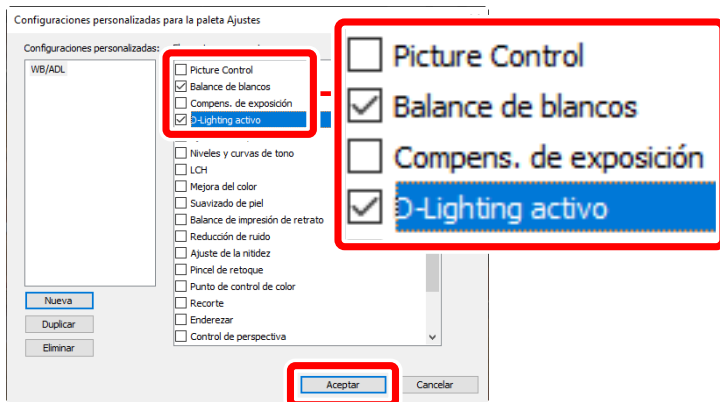 Configuraciones personalizadas para la paleta Ajustes
Configuraciones personalizadas:
WB/ADL
Picture Control
Balance de blancos
Compens. de exposición
D-Lighting activo
Niveles y curvas de tono
LCH
Mejora del color
Suavizado de piel
Balance de impresión de retrato
Reducción de ruido
Ajuste de la nitidez
Pincel de retoque
Punto de control de color
Recorte
Enderezar
Control de perspectiva
Nueva
Duplicar
Eliminar
Aceptar
Cancelar
Picture Control
Balance de blancos
Compens. de exposición
D-Lighting activo